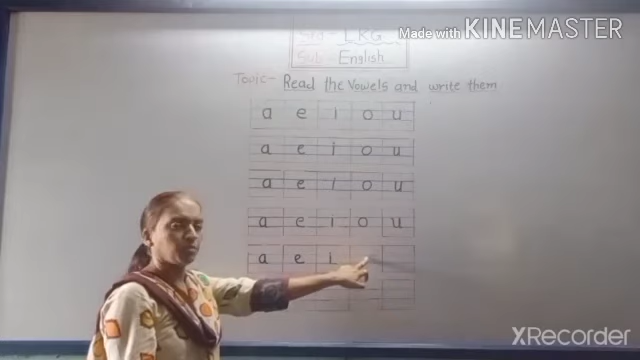 Made with KINEMASTER
Std - LKG
Sub - English
Topic- Read the Vowels and write them
a e i o u
a e i o u
a e i o u
a e i o u
a e i
XRecorder